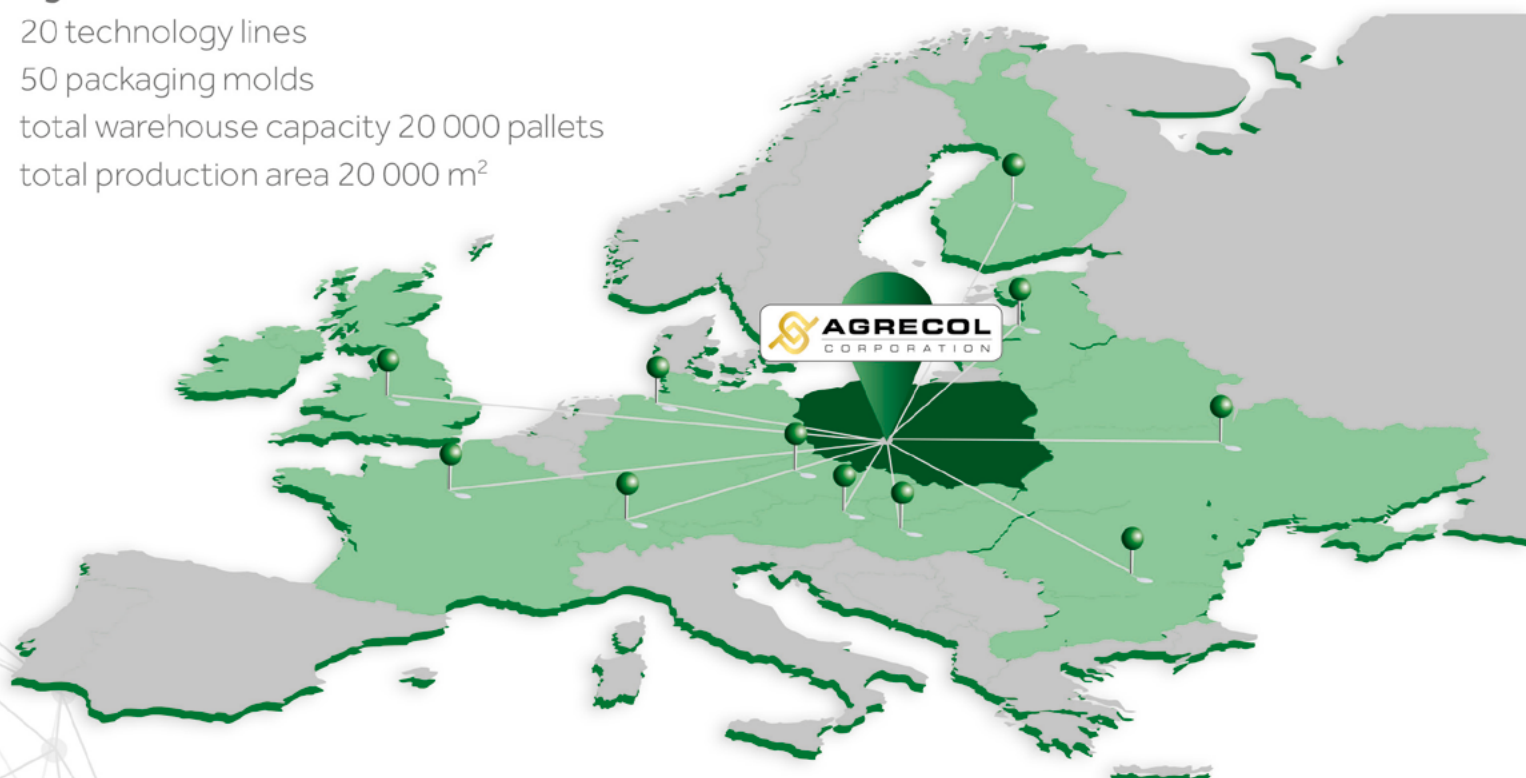 20 technology lines
50 packaging molds
total warehouse capacity 20 000 pallets
total production area 20 000 m²
AGRECOL
CORPORATION